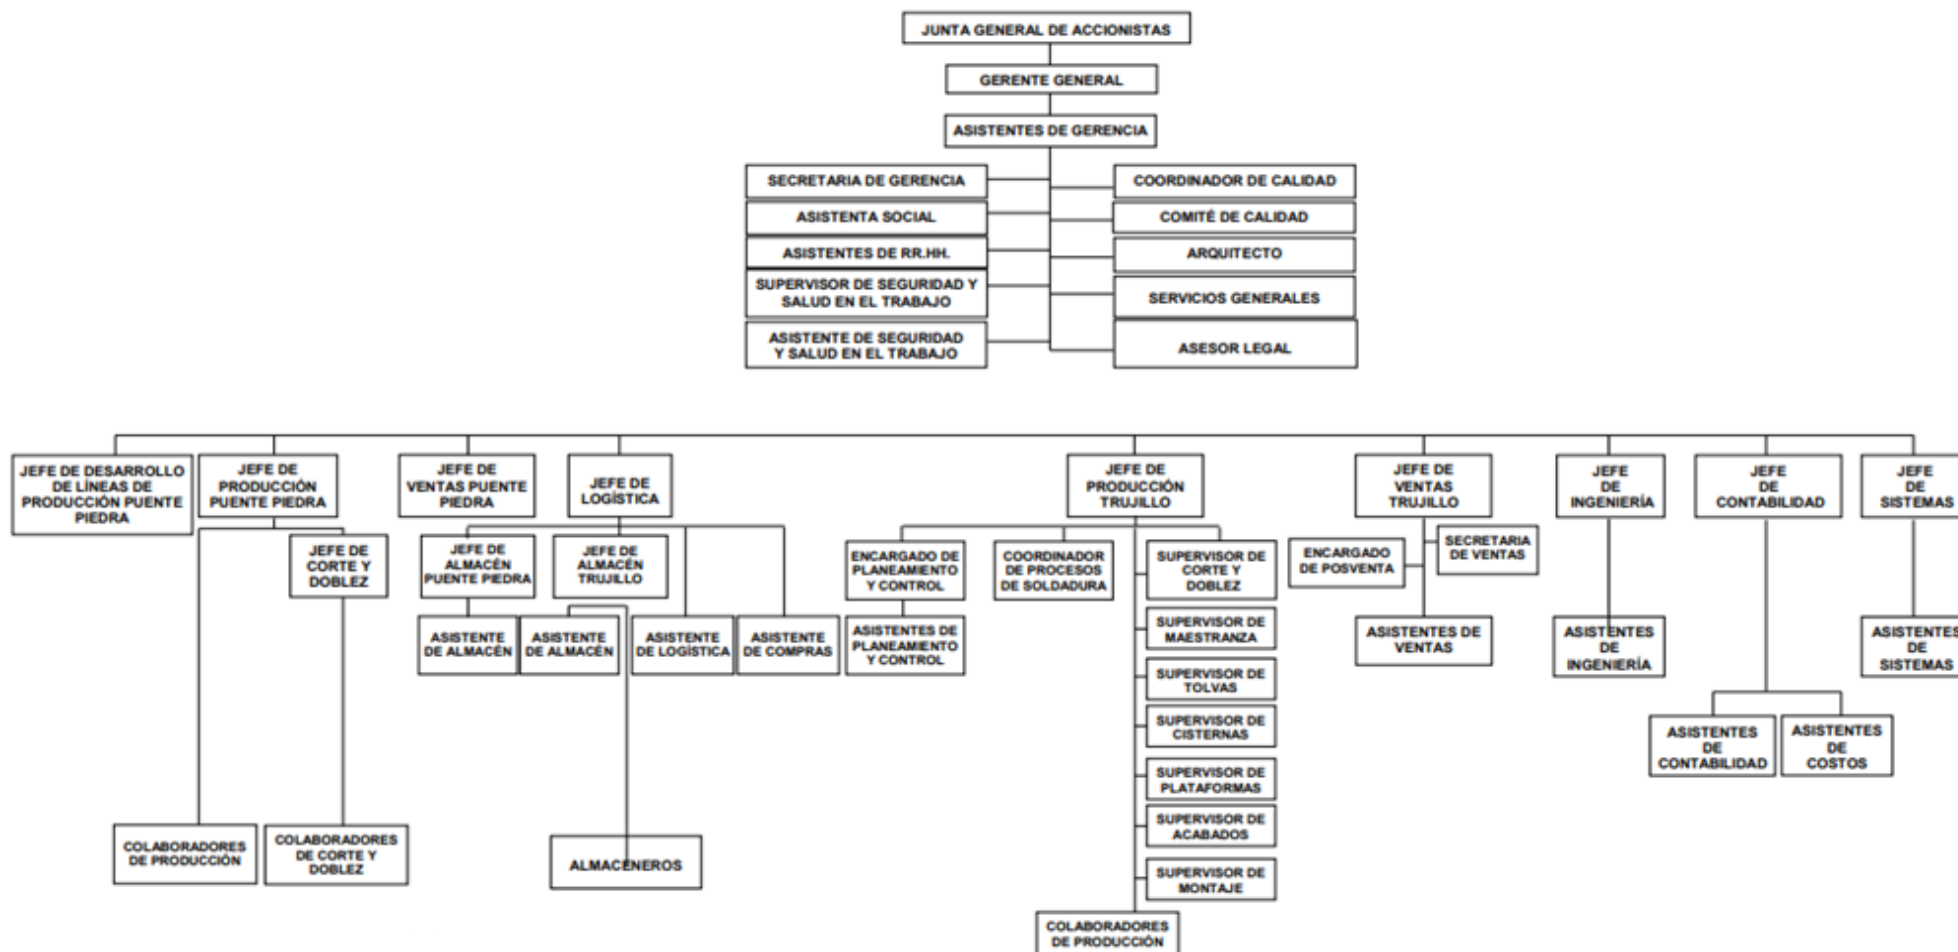 JUNTA GENERAL DE ACCIONISTAS
GERENTE GENERAL
ASISTENTES DE GERENCIA
SECRETARIA DE GERENCIA
COORDINADOR DE CALIDAD
ASISTENTA SOCIAL
COMITÉ DE CALIDAD
ASISTENTES DE RR.HH.
ARQUITECTO
SUPERVISOR DE SEGURIDAD Y
SALUD EN EL TRABAJO
SERVICIOS GENERALES
ASISTENTE DE SEGURIDAD
Y SALUD EN EL TRABAJO
ASESOR LEGAL
JEFE DE DESARROLLO
DE LÍNEAS DE
PRODUCCIÓN PUENTE
PIEDRA
JEFE DE
PRODUCCIÓN
PUENTE PIEDRA
JEFE DE
VENTAS PUENTE
PIEDRA
JEFE DE
LOGÍSTICA
JEFE DE
PRODUCCIÓN
TRUJILLO
JEFE DE
VENTAS
TRUJILLO
JEFE
DE
INGENIERÍA
JEFE
DE
CONTABILIDAD
JEFE
DE
SISTEMAS
JEFE DE
CORTE Y
DOBLEZ
JEFE DE
ALMACÉN
PUENTE PIEDRA
JEFE DE
ALMACÉN
TRUJILLO
ENCARGADO DE
PLANEAMIENTO
Y CONTROL
COORDINADOR
DE PROCESOS
DE SOLDADURA
SUPERVISOR DE
CORTE Y
DOBLEZ
ENCARGADO
DE POSVENTA
SECRETARIA
DE VENTAS
ASISTENTE
DE ALMACÉN
ASISTENTE
DE ALMACÉN
ASISTENTE
DE LOGÍSTICA
ASISTENTE
DE COMPRAS
ASISTENTES DE
PLANEAMIENTO
Y CONTROL
SUPERVISOR DE
MAESTRANZA
ASISTENTES DE
VENTAS
ASISTENTES
DE
INGENIERÍA
ASISTENTES
DE
SISTEMAS
SUPERVISOR DE
TOLVAS
SUPERVISOR DE
CISTERNAS
ASISTENTES
DE
CONTABILIDAD
ASISTENTES
DE
COSTOS
SUPERVISOR DE
PLATAFORMAS
SUPERVISOR DE
ACABADOS
COLABORADORES
DE PRODUCCIÓN
COLABORADORES
DE CORTE Y
DOBLEZ
ALMACENEROS
SUPERVISOR DE
MONTAJE
COLABORADORES
DE PRODUCCIÓN